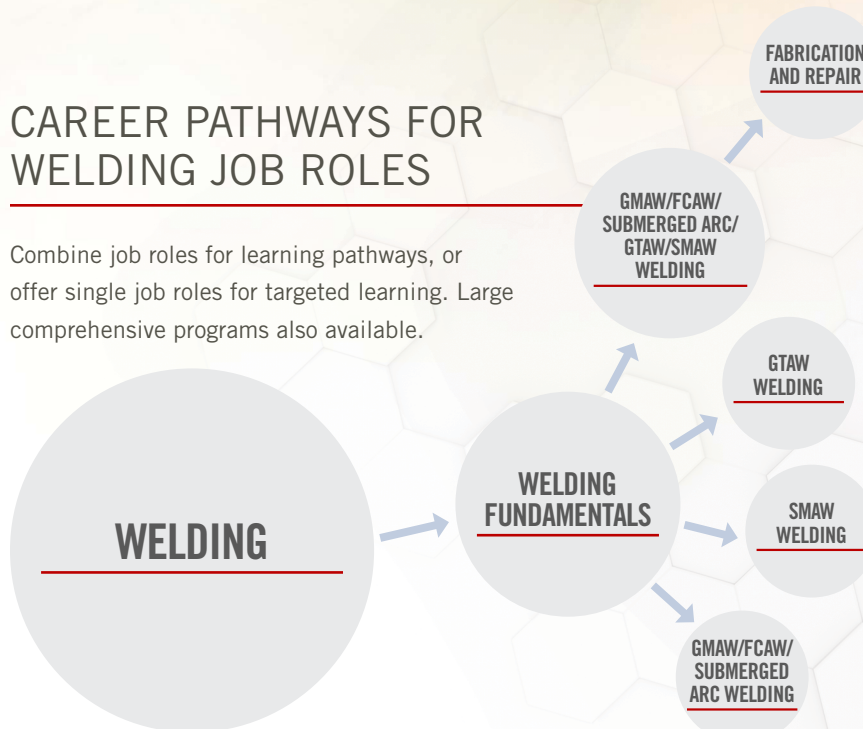 CAREER PATHWAYS FOR
WELDING JOB ROLES
Combine job roles for learning pathways, or
offer single job roles for targeted learning. Large
comprehensive programs also available.
WELDING
WELDING
FUNDAMENTALS
FABRICATION
AND REPAIR
GMAW/FCAW/
SUBMERGED ARC/
GTAW/SMAW
WELDING
GTAW
WELDING
SMAW
WELDING
GMAW/FCAW/
SUBMERGED
ARC WELDING